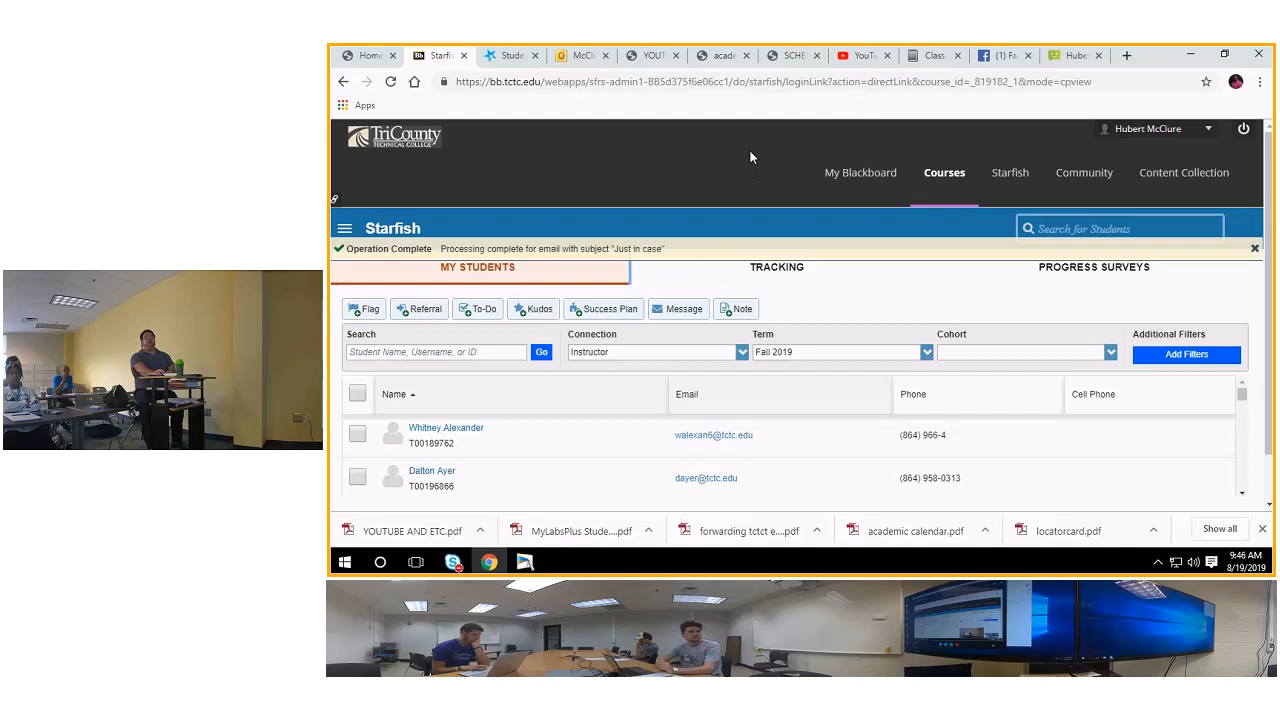 Home
Starfis
Stude
McClu
YOUT
acade
SCHE
YouTu
Class
(1) Fa
Hube
https://bb.tctc.edu/webapps/sfrs-admin1-BB5d375f6e06cc1/do/starfish/loginLink?action=directLink&course_id=_819182_1&mode=cpview
Apps
TriCounty
TECHNICAL COLLEGE
Hubert McClure
My Blackboard
Courses
Starfish
Community
Content Collection
Starfish
Search for Students
Operation Complete Processing complete for email with subject "Just in case"
MY STUDENTS
TRACKING
PROGRESS SURVEYS
Flag
Referral
To-Do
Kudos
Success Plan
Message
Note
Search
Connection
Term
Cohort
Additional Filters
Student Name, Username, or ID
Go
Instructor
Fall 2019
Add Filters
Name
Email
Phone
Cell Phone
Whitney Alexander
T00189762
walexan6@tctc.edu
(864) 966-4
Dalton Ayer
T00196866
dayer@tctc.edu
(864) 958-0313
YOUTUBE AND ETC.pdf
MyLabsPlus Stude....pdf
forwarding tctct e....pdf
academic calendar.pdf
locatorcard.pdf
Show all
9:46 AM
8/19/2019